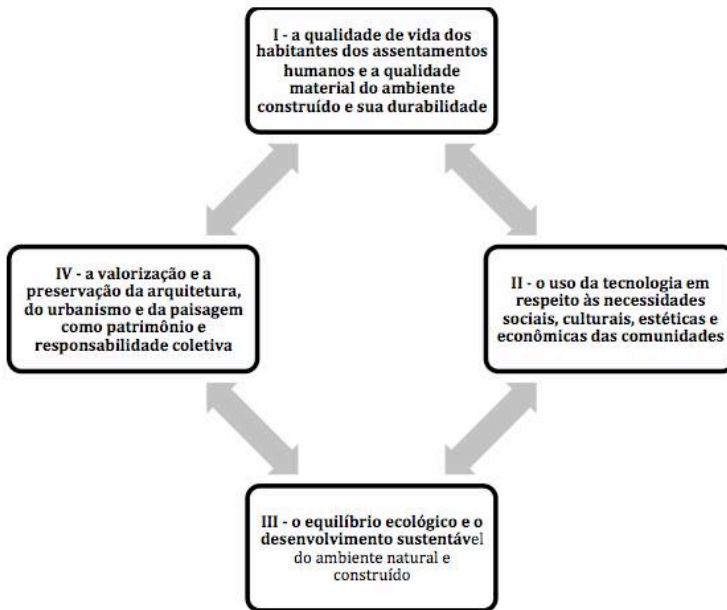 I - a qualidade de vida dos
habitantes dos assentamentos
humanos e a qualidade
material do ambiente
construído e sua durabilidade
IV - a valorização e a
preservação da arquitetura,
do urbanismo e da paisagem
como patrimônio e
responsabilidade coletiva
II - o uso da tecnologia em
respeito às necessidades
sociais, culturais, estéticas e
econômicas das comunidades
III - o equilíbrio ecológico e o
desenvolvimento sustentável
do ambiente natural e
construído